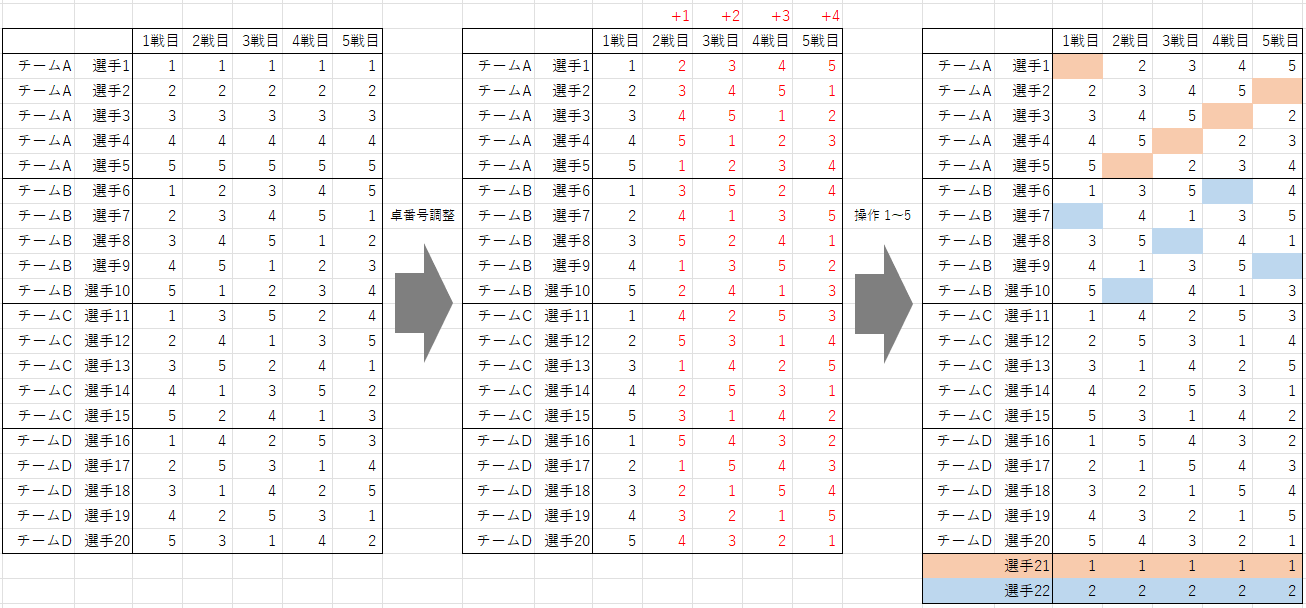 +1 +2 +3 +4
1戦目 2戦目 3戦目 4戦目 5戦目 1戦目 2戦目 3戦目 4戦目 5戦目 1戦目 2戦目 3戦目 4戦目 5戦目
チームA 選手1 1 1 1 1 1 チームA 選手1 1 2 3 4 5 チームA 選手1 2 3 4 5
チームA 選手2 2 2 2 2 2 チームA 選手2 2 3 4 5 1 チームA 選手2 2 3 4 5
チームA 選手3 3 3 3 3 3 チームA 選手3 3 4 5 1 2 チームA 選手3 3 4 5 2
チームA 選手4 4 4 4 4 4 チームA 選手4 4 5 1 2 3 チームA 選手4 4 5 2 3
チームA 選手5 5 5 5 5 5 チームA 選手5 5 1 2 3 4 チームA 選手5 5 2 3 4
チームB 選手6 1 2 3 4 5 チームB 選手6 1 3 5 2 4 チームB 選手6 1 3 5 4
チームB 選手7 2 3 4 5 1 卓番号調整 チームB 選手7 2 4 1 3 5 操作 1～5 チームB 選手7 4 1 3 5
チームB 選手8 3 4 5 1 2 チームB 選手8 3 5 2 4 1 チームB 選手8 3 5 4 1
チームB 選手9 4 5 1 2 3 チームB 選手9 4 1 3 5 2 チームB 選手9 4 1 3 5
チームB 選手10 5 1 2 3 4 チームB 選手10 5 2 4 1 3 チームB 選手10 5 4 1 3
チームC 選手11 1 3 5 2 4 チームC 選手11 1 4 2 5 3 チームC 選手11 1 4 2 5 3
チームC 選手12 2 4 1 3 5 チームC 選手12 2 5 3 1 4 チームC 選手12 2 5 3 1 4
チームC 選手13 3 5 2 4 1 チームC 選手13 3 1 4 2 5 チームC 選手13 3 1 4 2 5
チームC 選手14 4 1 3 5 2 チームC 選手14 4 2 5 3 1 チームC 選手14 4 2 5 3 1
チームC 選手15 5 2 4 1 3 チームC 選手15 5 3 1 4 2 チームC 選手15 5 3 1 4 2
チームD 選手16 1 4 2 5 3 チームD 選手16 1 5 4 3 2 チームD 選手16 1 5 4 3 2
チームD 選手17 2 5 3 1 4 チームD 選手17 2 1 5 4 3 チームD 選手17 2 1 5 4 3
チームD 選手18 3 1 4 2 5 チームD 選手18 3 2 1 5 4 チームD 選手18 3 2 1 5 4
チームD 選手19 4 2 5 3 1 チームD 選手19 4 3 2 1 5 チームD 選手19 4 3 2 1 5
チームD 選手20 5 3 1 4 2 チームD 選手20 5 4 3 2 1 チームD 選手20 5 4 3 2 1
選手21 1 1 1 1 1
選手22 2 2 2 2 2